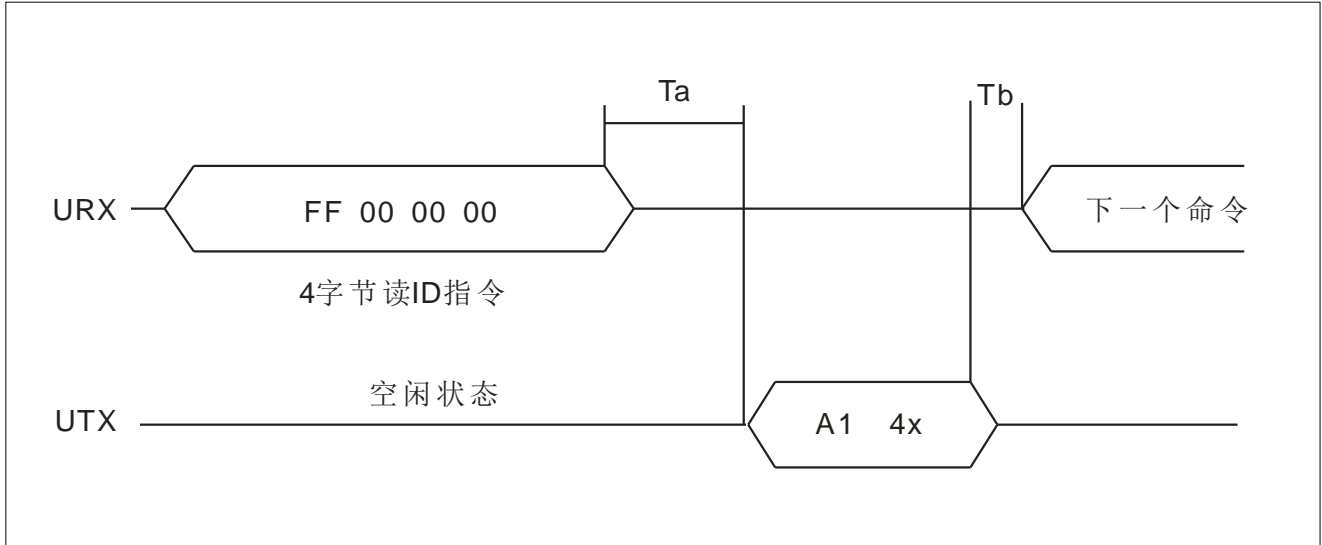 Ta
Tb
URX
FF 00 00 00
下一个命令
4字节读ID指令
空闲状态
UTX
A1 4x